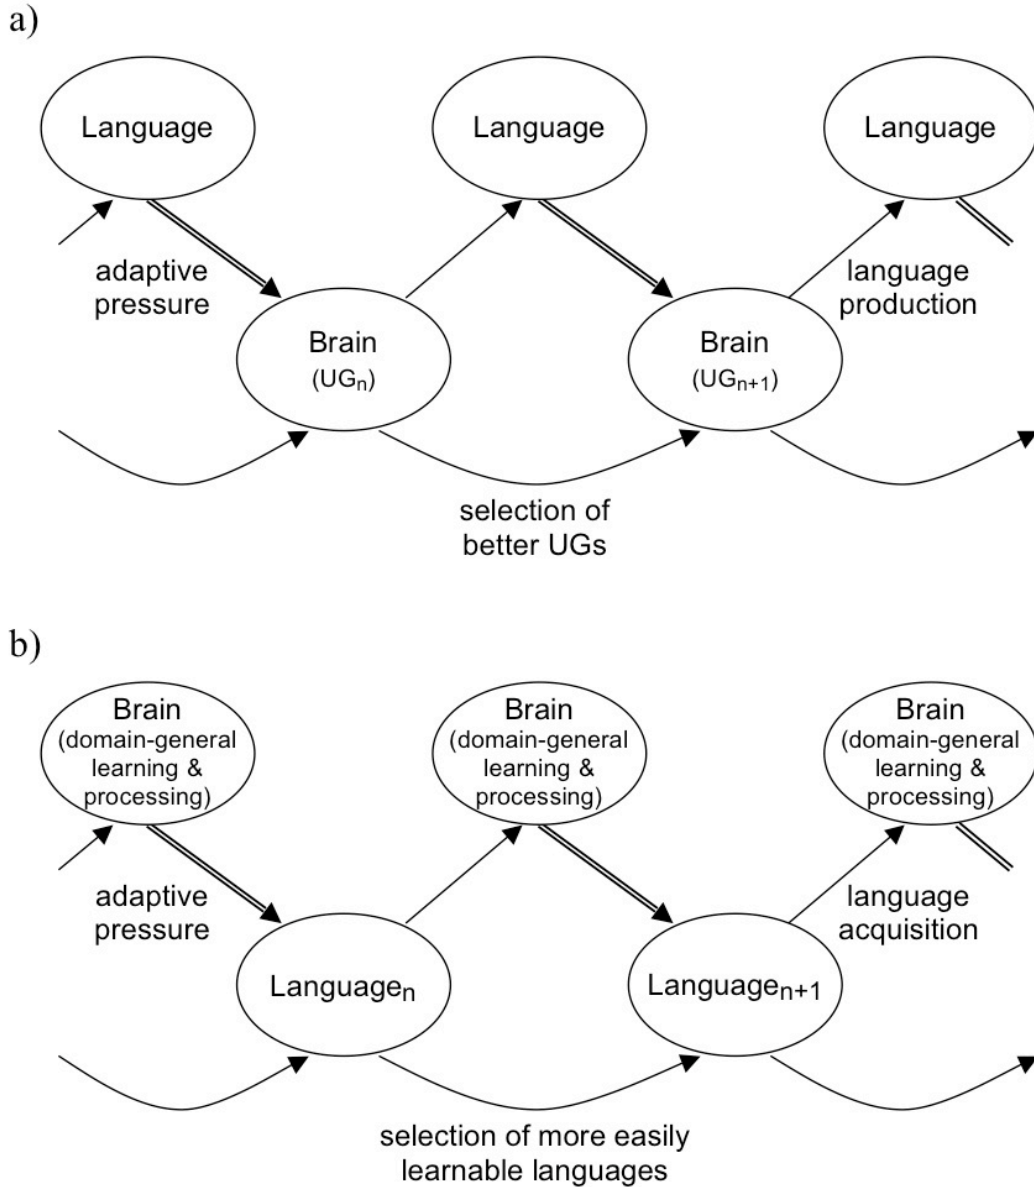 a)
Language
Language
Language
adaptive
pressure
language
production
Brain
(UGn)
Brain
(UGn+1)
selection of
better UGs
b)
Brain
(domain-general
learning &
processing)
Brain
(domain-general
learning &
processing)
Brain
(domain-general
learning &
processing)
adaptive
pressure
language
acquisition
Languagen
Languagen+1
selection of more easily
learnable languages